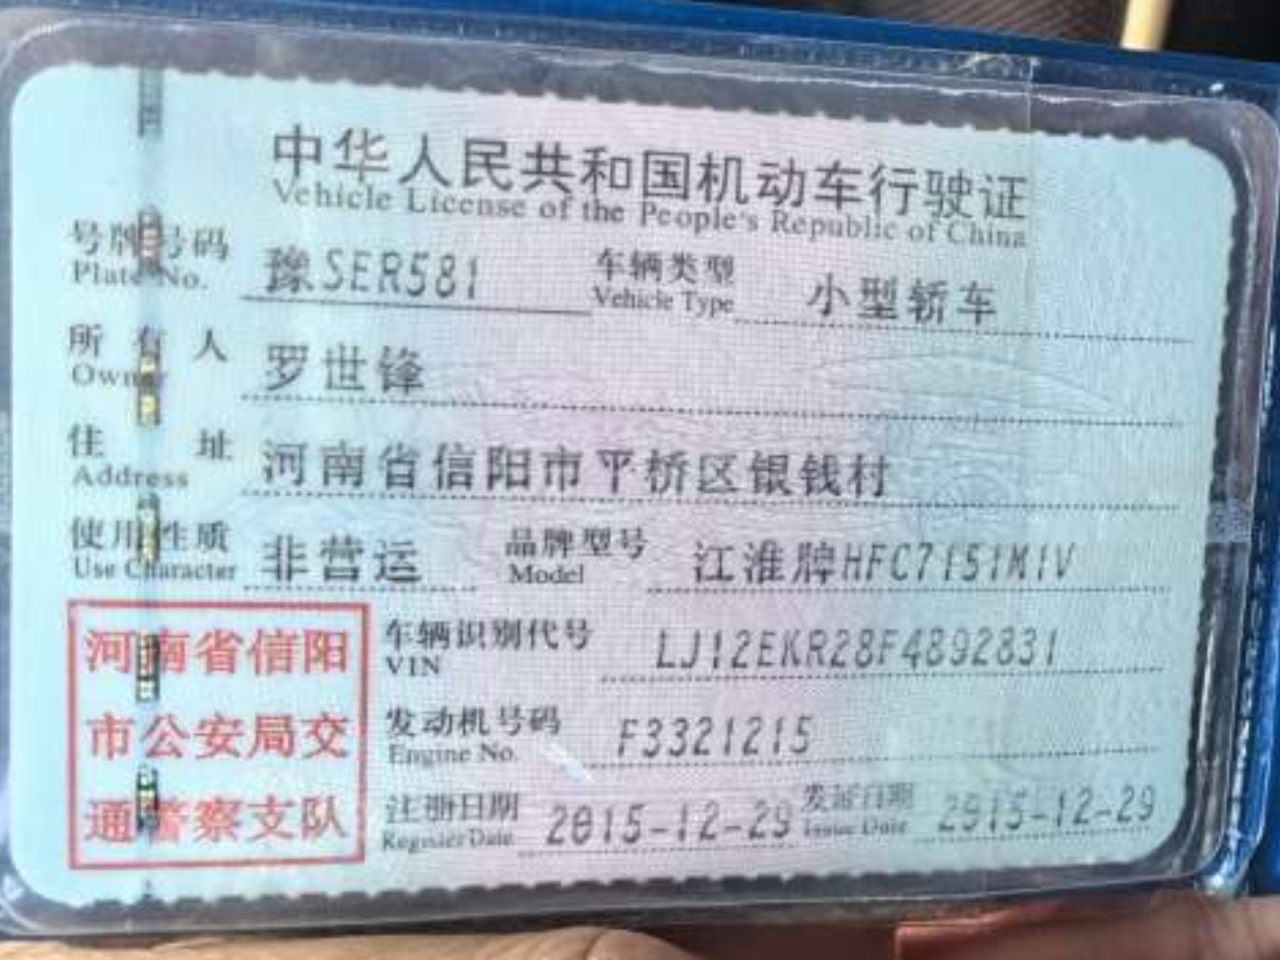 中华人民共和国机动车行驶证
Vehicle License of the People's Republic of China
号牌号码 豫SER581 车辆类型 小型轿车
Plate No. Vehicle Type
所有人 罗世锋
Owner
住址 河南省信阳市平桥区银钱村
Address
使用性质 非营运 品牌型号 江淮牌HFC7151M1V
Use Character Model
河南省信阳
市公安局交
通警察支队
车辆识别代号 LJ12EKR28F4892831
VIN
发动机号码 F3321215
Engine No.
注册日期 2015-12-29 发证日期 2015-12-29
Register Date Issue Date